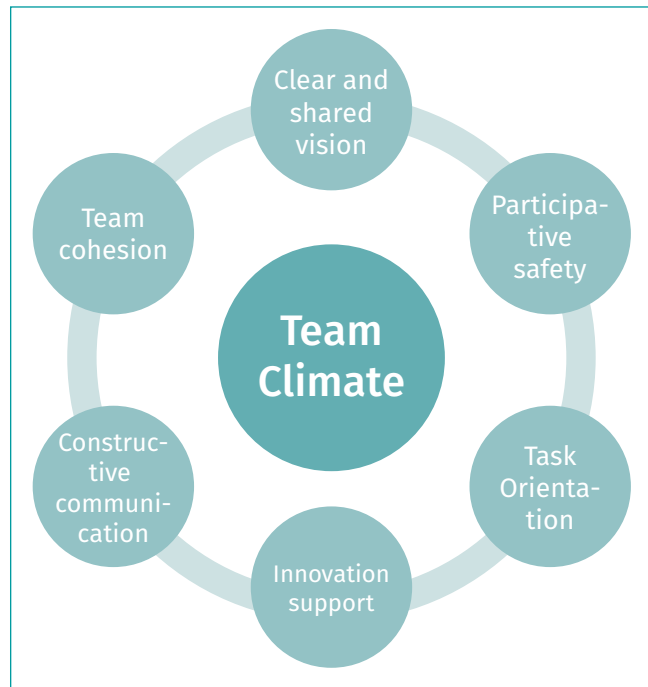 Clear and
shared
vision
Participa-
tive
safety
Task
Orienta-
tion
Innovation
support
Construc-
tive
communi-
cation
Team
cohesion
Team
Climate